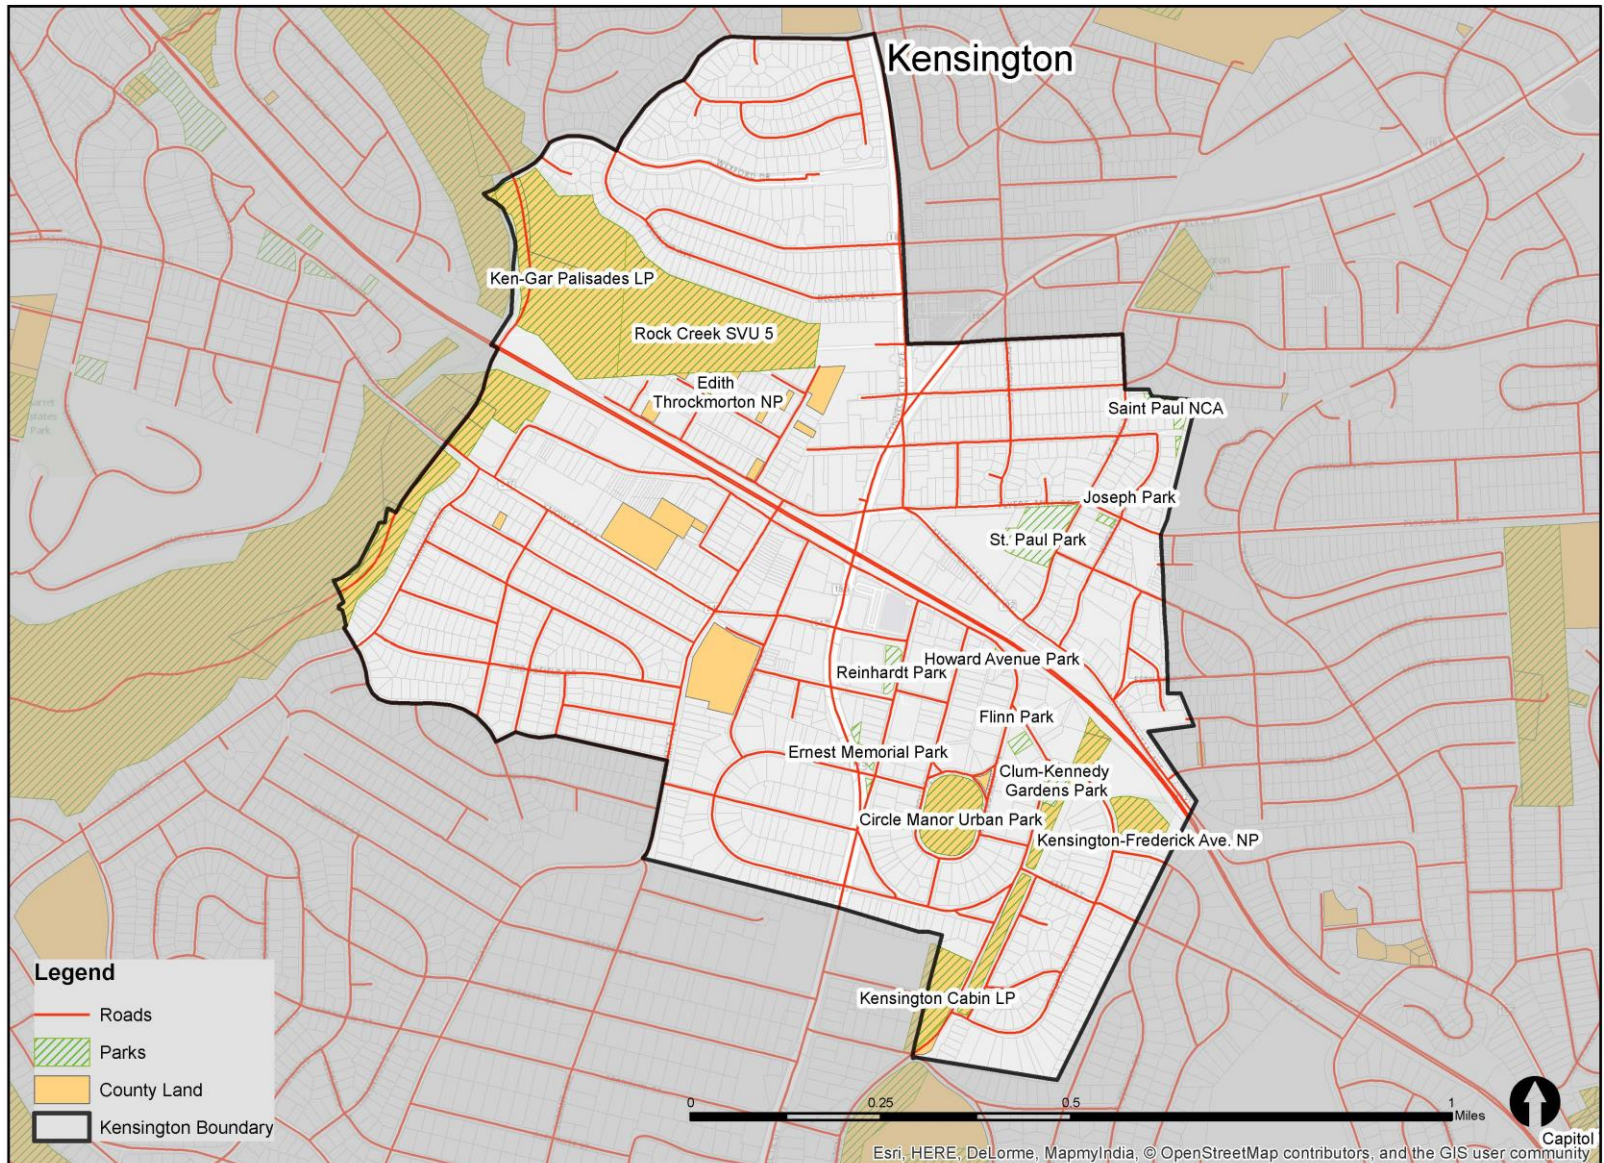 Kensington
Ken-Gar Palisades LP
Rock Creek SVU 5
Edith
Throckmorton NP
Saint Paul NCA
Joseph Park
St. Paul Park
Howard Avenue Park
Reinhardt Park
Flinn Park
Ernest Memorial Park
Clum-Kennedy
Gardens Park
Circle Manor Urban Park
Kensington-Frederick Ave. NP
Kensington Cabin LP
Legend
Roads
Parks
County Land
Kensington Boundary
0
0.25
0.5
1
Miles
Capitol
Esri, HERE, DeLorme, MapmyIndia, © OpenStreetMap contributors, and the GIS user community